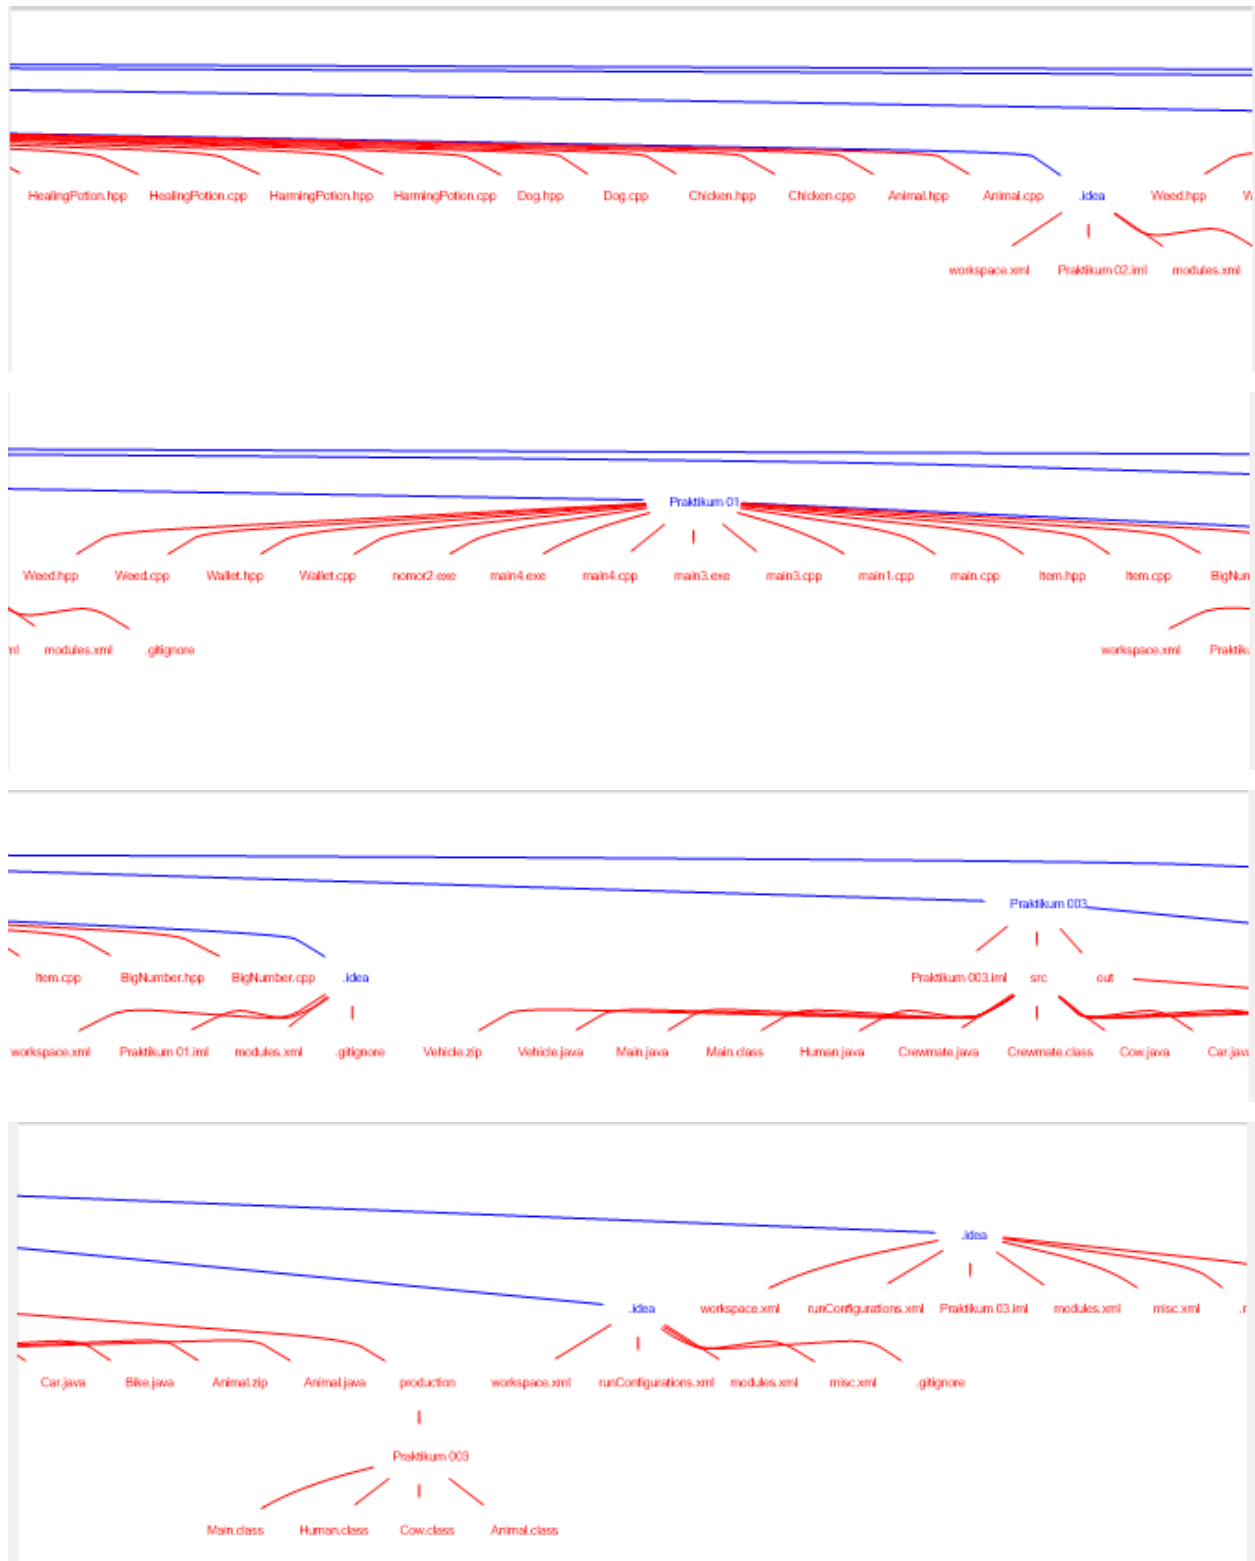 HealingPotion.hpp HealingPotion.cpp HarmingPotion.hpp HarmingPotion.cpp Dog.hpp Dog.cpp Chicken.hpp Chicken.cpp Animal.hpp Animal.cpp .idea Weed.hpp
workspace.xml Praktikum 02.iml modules.xml
Praktikum 01
Weed.hpp Weed.cpp Wallet.hpp Wallet.cpp nomor2.exe main4.exe main4.cpp main3.exe main3.cpp main1.cpp main.cpp Item.hpp Item.cpp BigNum
modules.xml .gitignore workspace.xml Praktiku
Praktikum 003
Item.cpp BigNumber.hpp BigNumber.cpp .idea Praktikum 003.iml src out
workspace.xml Praktikum 01.iml modules.xml .gitignore Vehicle.zip Vehicle.java Main.java Main.class Human.java Crewmate.java Crewmate.class Cow.java Car.java
.idea
.idea workspace.xml runConfigurations.xml Praktikum 03.iml modules.xml misc.xml
Car.java Bike.java Animal.zip Animal.java production workspace.xml runConfigurations.xml modules.xml misc.xml .gitignore
Praktikum 003
Main.class Human.class Cow.class Animal.class